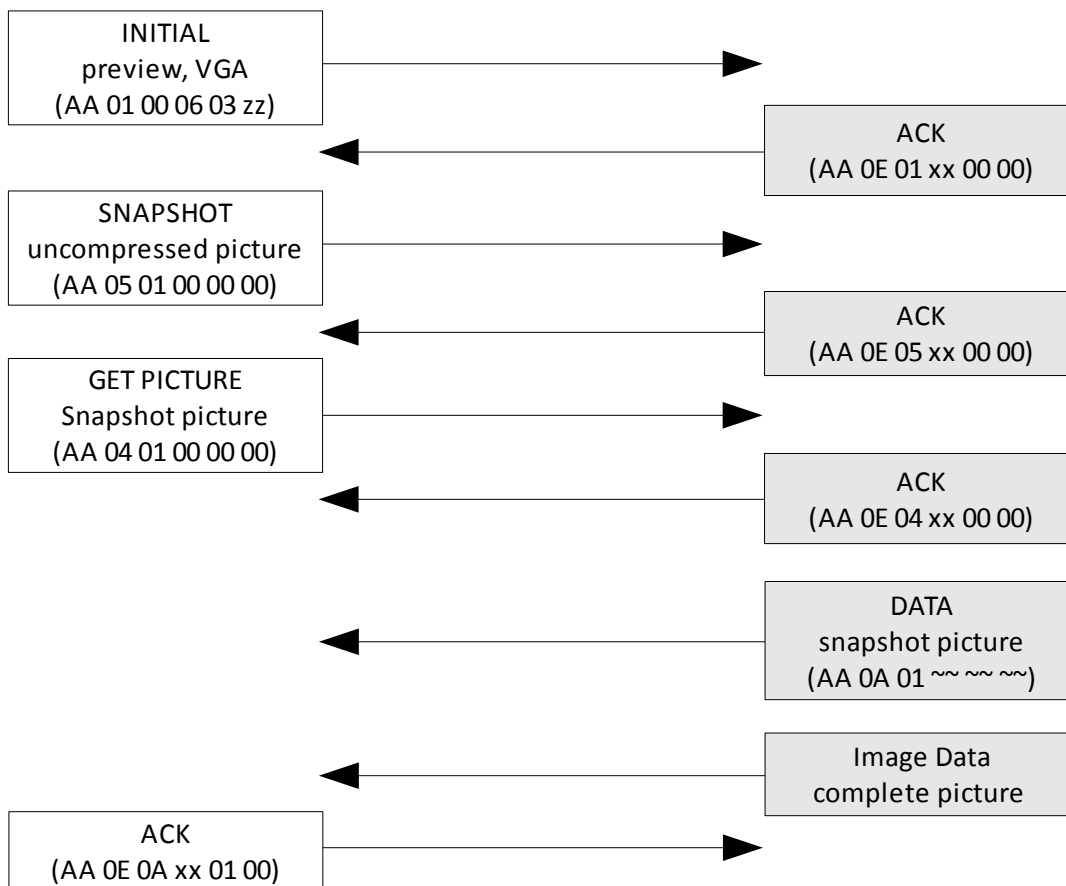 INITIAL
preview, VGA
(AA 01 00 06 03 zz)
ACK
(AA 0E 01 xx 00 00)
SNAPSHOT
uncompressed picture
(AA 05 01 00 00 00)
ACK
(AA 0E 05 xx 00 00)
GET PICTURE
Snapshot picture
(AA 04 01 00 00 00)
ACK
(AA 0E 04 xx 00 00)
DATA
snapshot picture
(AA 0A 01 ~~ ~~ ~~)
Image Data
complete picture
ACK
(AA 0E 0A xx 01 00)